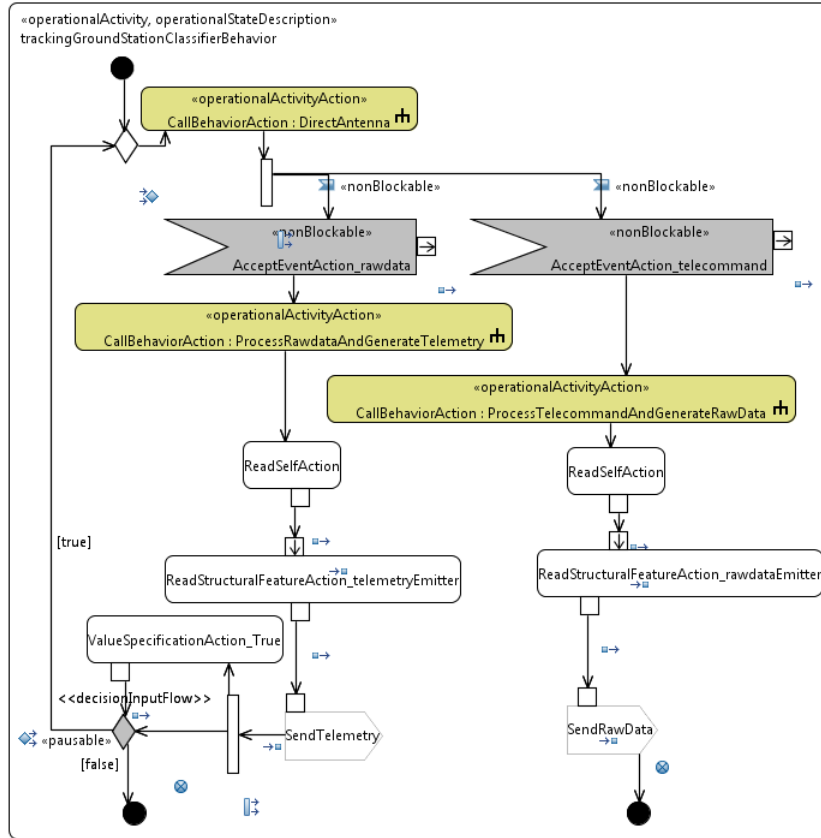 «operationalActivity, operationalStateDescription»
trackingGroundStationClassifierBehavior
«operationalActivityAction»
CallBehaviorAction : DirectAntenna
«nonBlockable»
«nonBlockable»
«nonBlockable»
AcceptEventAction_rawdata
«nonBlockable»
AcceptEventAction_telecommand
«operationalActivityAction»
CallBehaviorAction : ProcessRawdataAndGenerateTelemetry
«operationalActivityAction»
CallBehaviorAction : ProcessTelecommandAndGenerateRawData
ReadSelfAction
ReadSelfAction
[true]
ReadStructuralFeatureAction_telemetryEmitter
ReadStructuralFeatureAction_rawdataEmitter
ValueSpecificationAction_True
<<decisionInputFlow>>
SendTelemetry
SendRawData
«pausable»
[false]